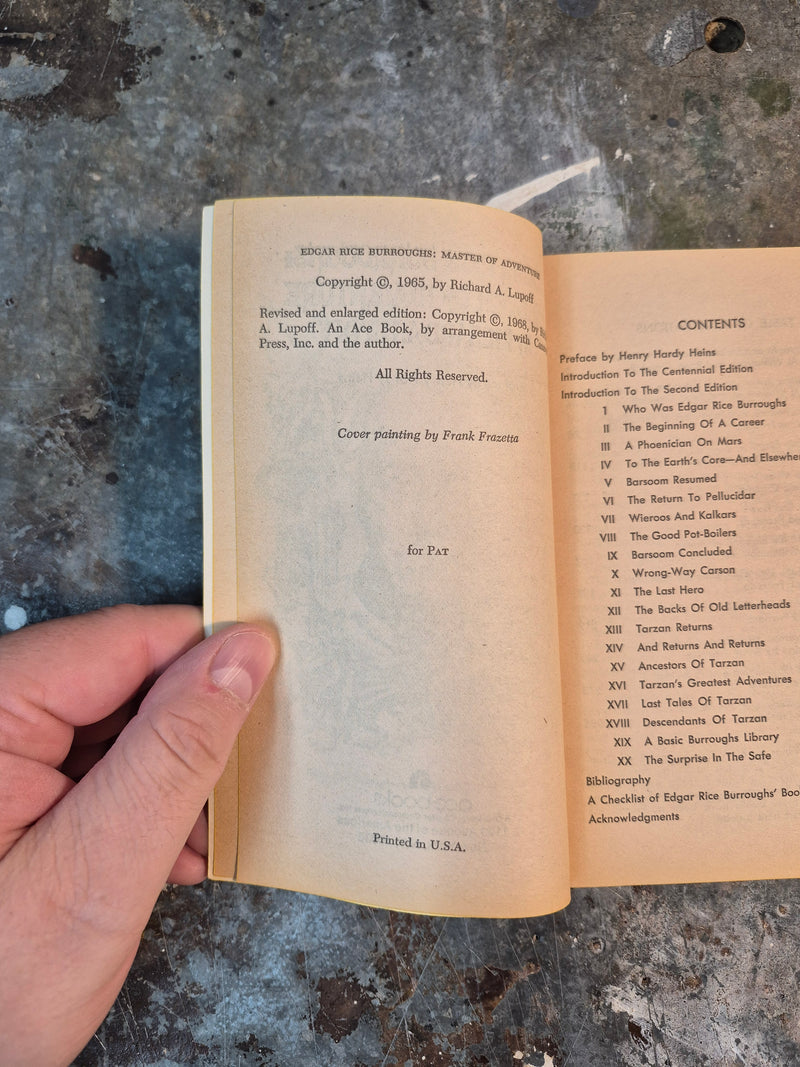 EDGAR RICE BURROUGHS: MASTER OF ADVENTURE
Copyright ©, 1965, by Richard A. Lupoff
Revised and enlarged edition: Copyright ©, 1968, by
A. Lupoff. An Ace Book, by arrangement with
Press, Inc. and the author.
All Rights Reserved.
Cover painting by Frank Frazetta
for PAT
Printed in U.S.A.
CONTENTS
Preface by Henry Hardy Heins
Introduction To The Centennial Edition
Introduction To The Second Edition
I Who Was Edgar Rice Burroughs
II The Beginning Of A Career
III A Phoenician On Mars
IV To The Earth's Core—And Elsewhere
V Barsoom Resumed
VI The Return To Pellucidar
VII Wieroos And Kalkars
VIII The Good Pot-Boilers
IX Barsoom Concluded
X Wrong-Way Carson
XI The Last Hero
XII The Backs Of Old Letterheads
XIII Tarzan Returns
XIV And Returns And Returns
XV Ancestors Of Tarzan
XVI Tarzan's Greatest Adventures
XVII Last Tales Of Tarzan
XVIII Descendants Of Tarzan
XIX A Basic Burroughs Library
XX The Surprise In The Safe
Bibliography
A Checklist of Edgar Rice Burroughs' Boo
Acknowledgments